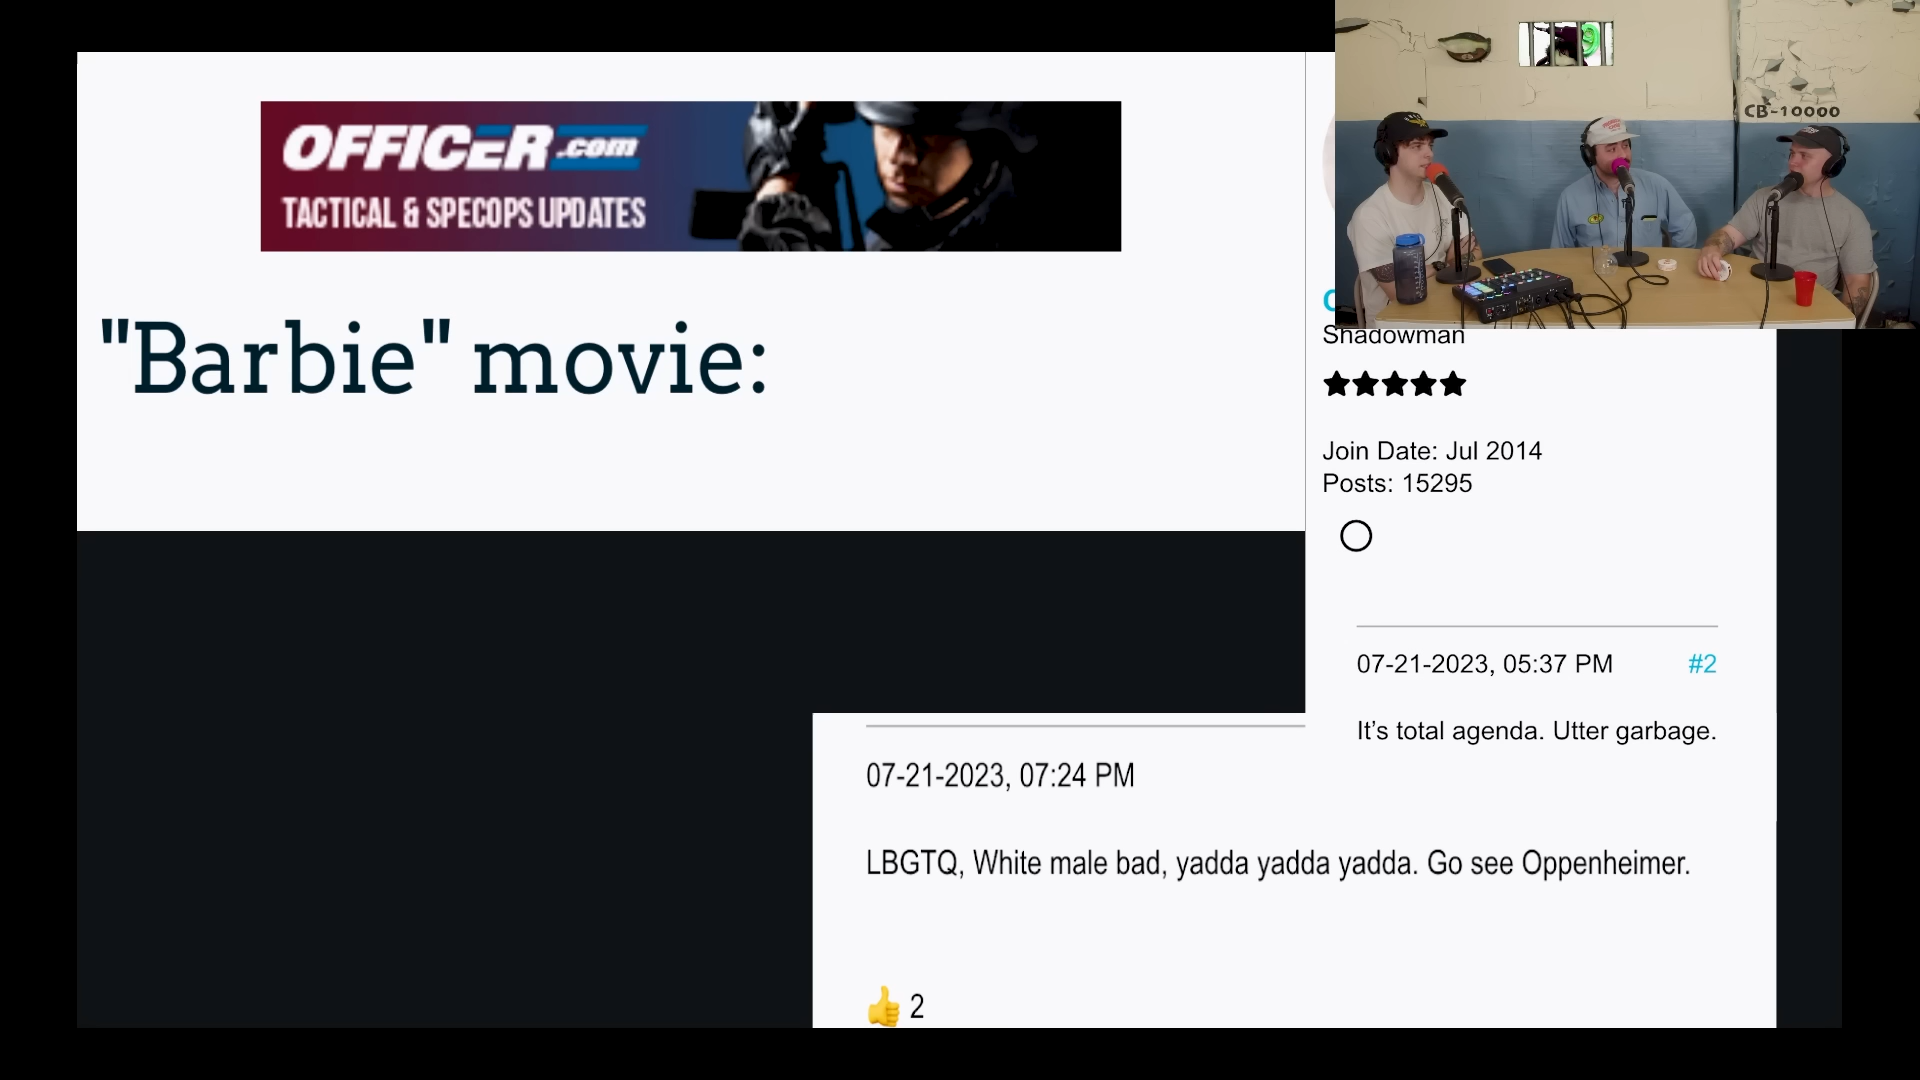 OFFICER.com
TACTICAL & SPECOPS UPDATES
"Barbie" movie:
CB-10000
Shadowman
Join Date: Jul 2014
Posts: 15295
07-21-2023, 05:37 PM #2
It’s total agenda. Utter garbage.
07-21-2023, 07:24 PM
LBGTQ, White male bad, yadda yadda yadda. Go see Oppenheimer.
👍 2